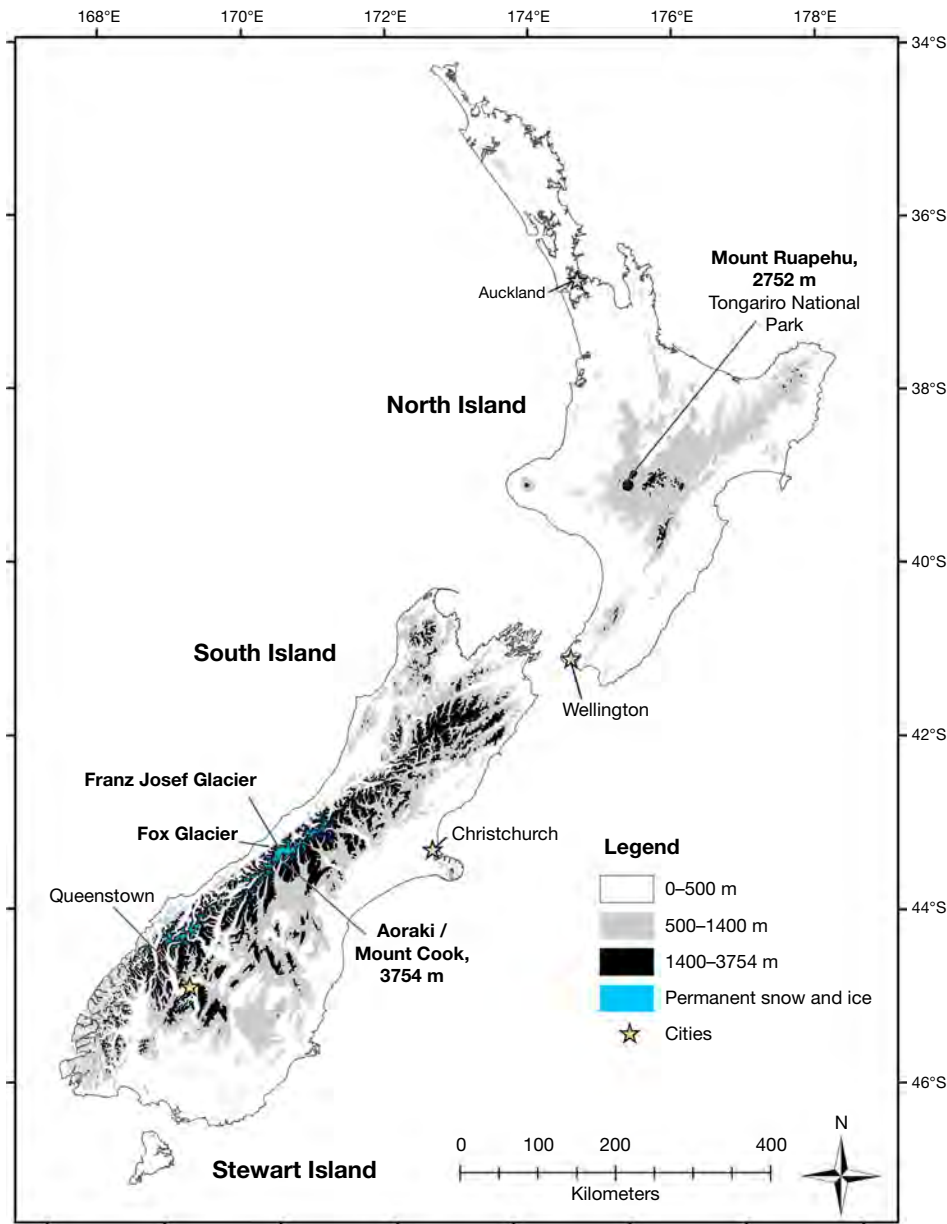 168°E
170°E
172°E
174°E
176°E
178°E
34°S
36°S
Mount Ruapehu,
2752 m
Tongariro National
Park
Auckland
38°S
North Island
40°S
South Island
Wellington
42°S
Franz Josef Glacier
Fox Glacier
Christchurch
Queenstown
44°S
Aoraki /
Mount Cook,
3754 m
Legend
0–500 m
500–1400 m
1400–3754 m
Permanent snow and ice
Cities
46°S
Stewart Island
0 100 200 400
Kilometers
N